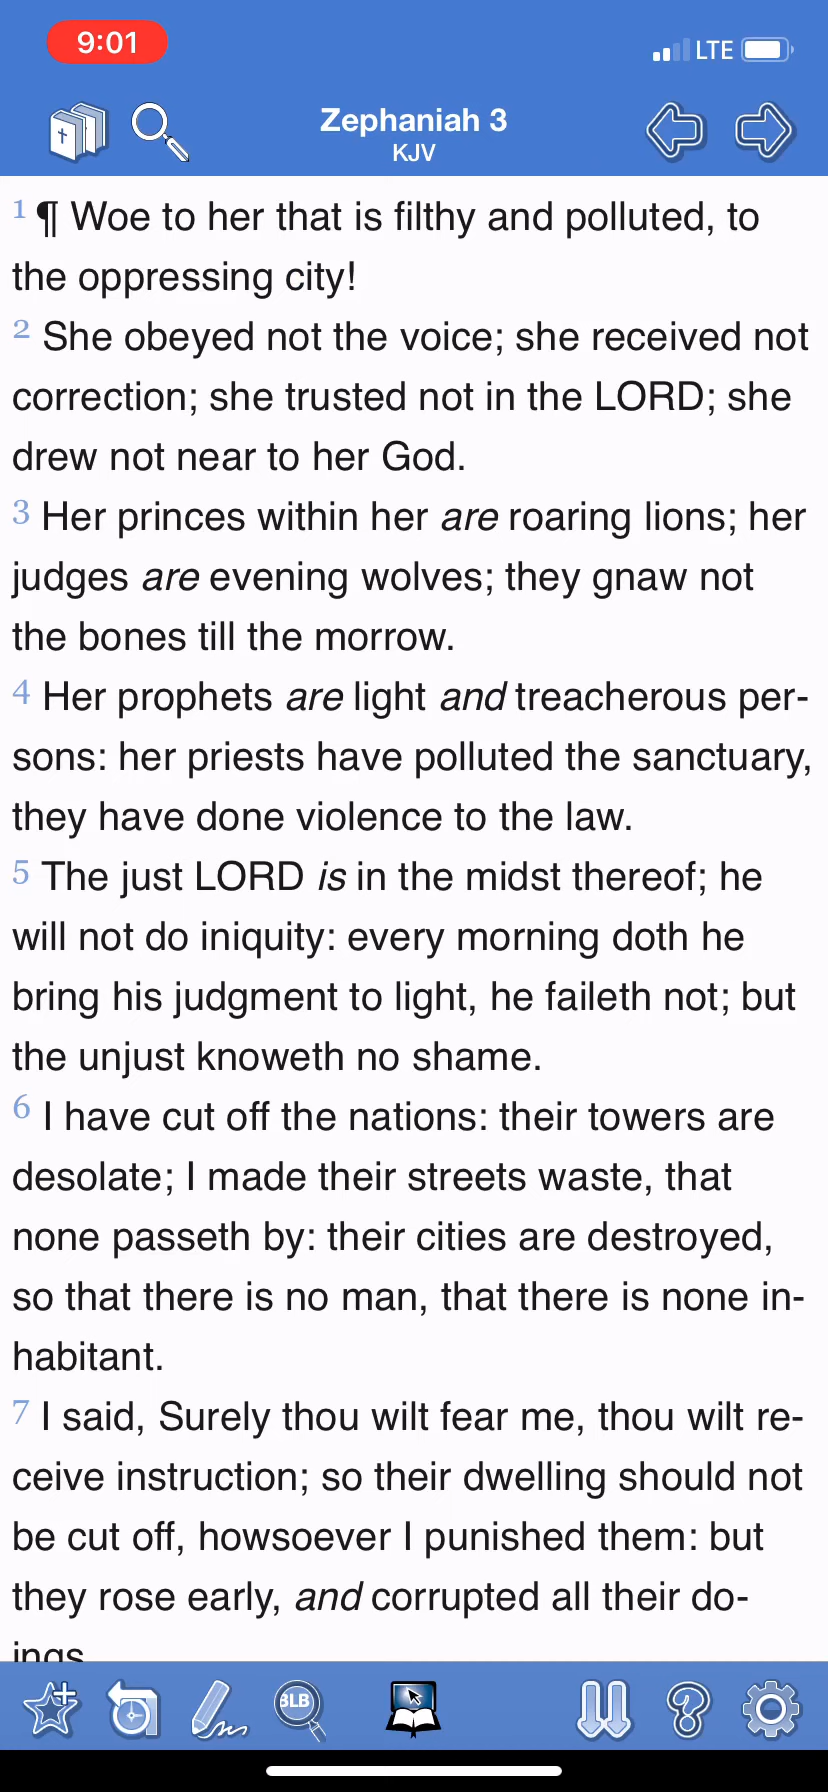 9:01
LTE
Zephaniah 3
KJV
1 ¶ Woe to her that is filthy and polluted, to
the oppressing city!
2 She obeyed not the voice; she received not
correction; she trusted not in the LORD; she
drew not near to her God.
3 Her princes within her are roaring lions; her
judges are evening wolves; they gnaw not
the bones till the morrow.
4 Her prophets are light and treacherous per-
sons: her priests have polluted the sanctuary,
they have done violence to the law.
5 The just LORD is in the midst thereof; he
will not do iniquity: every morning doth he
bring his judgment to light, he faileth not; but
the unjust knoweth no shame.
6 I have cut off the nations: their towers are
desolate; I made their streets waste, that
none passeth by: their cities are destroyed,
so that there is no man, that there is none in-
habitant.
7 I said, Surely thou wilt fear me, thou wilt re-
ceive instruction; so their dwelling should not
be cut off, howsoever I punished them: but
they rose early, and corrupted all their do-
ings
BLB